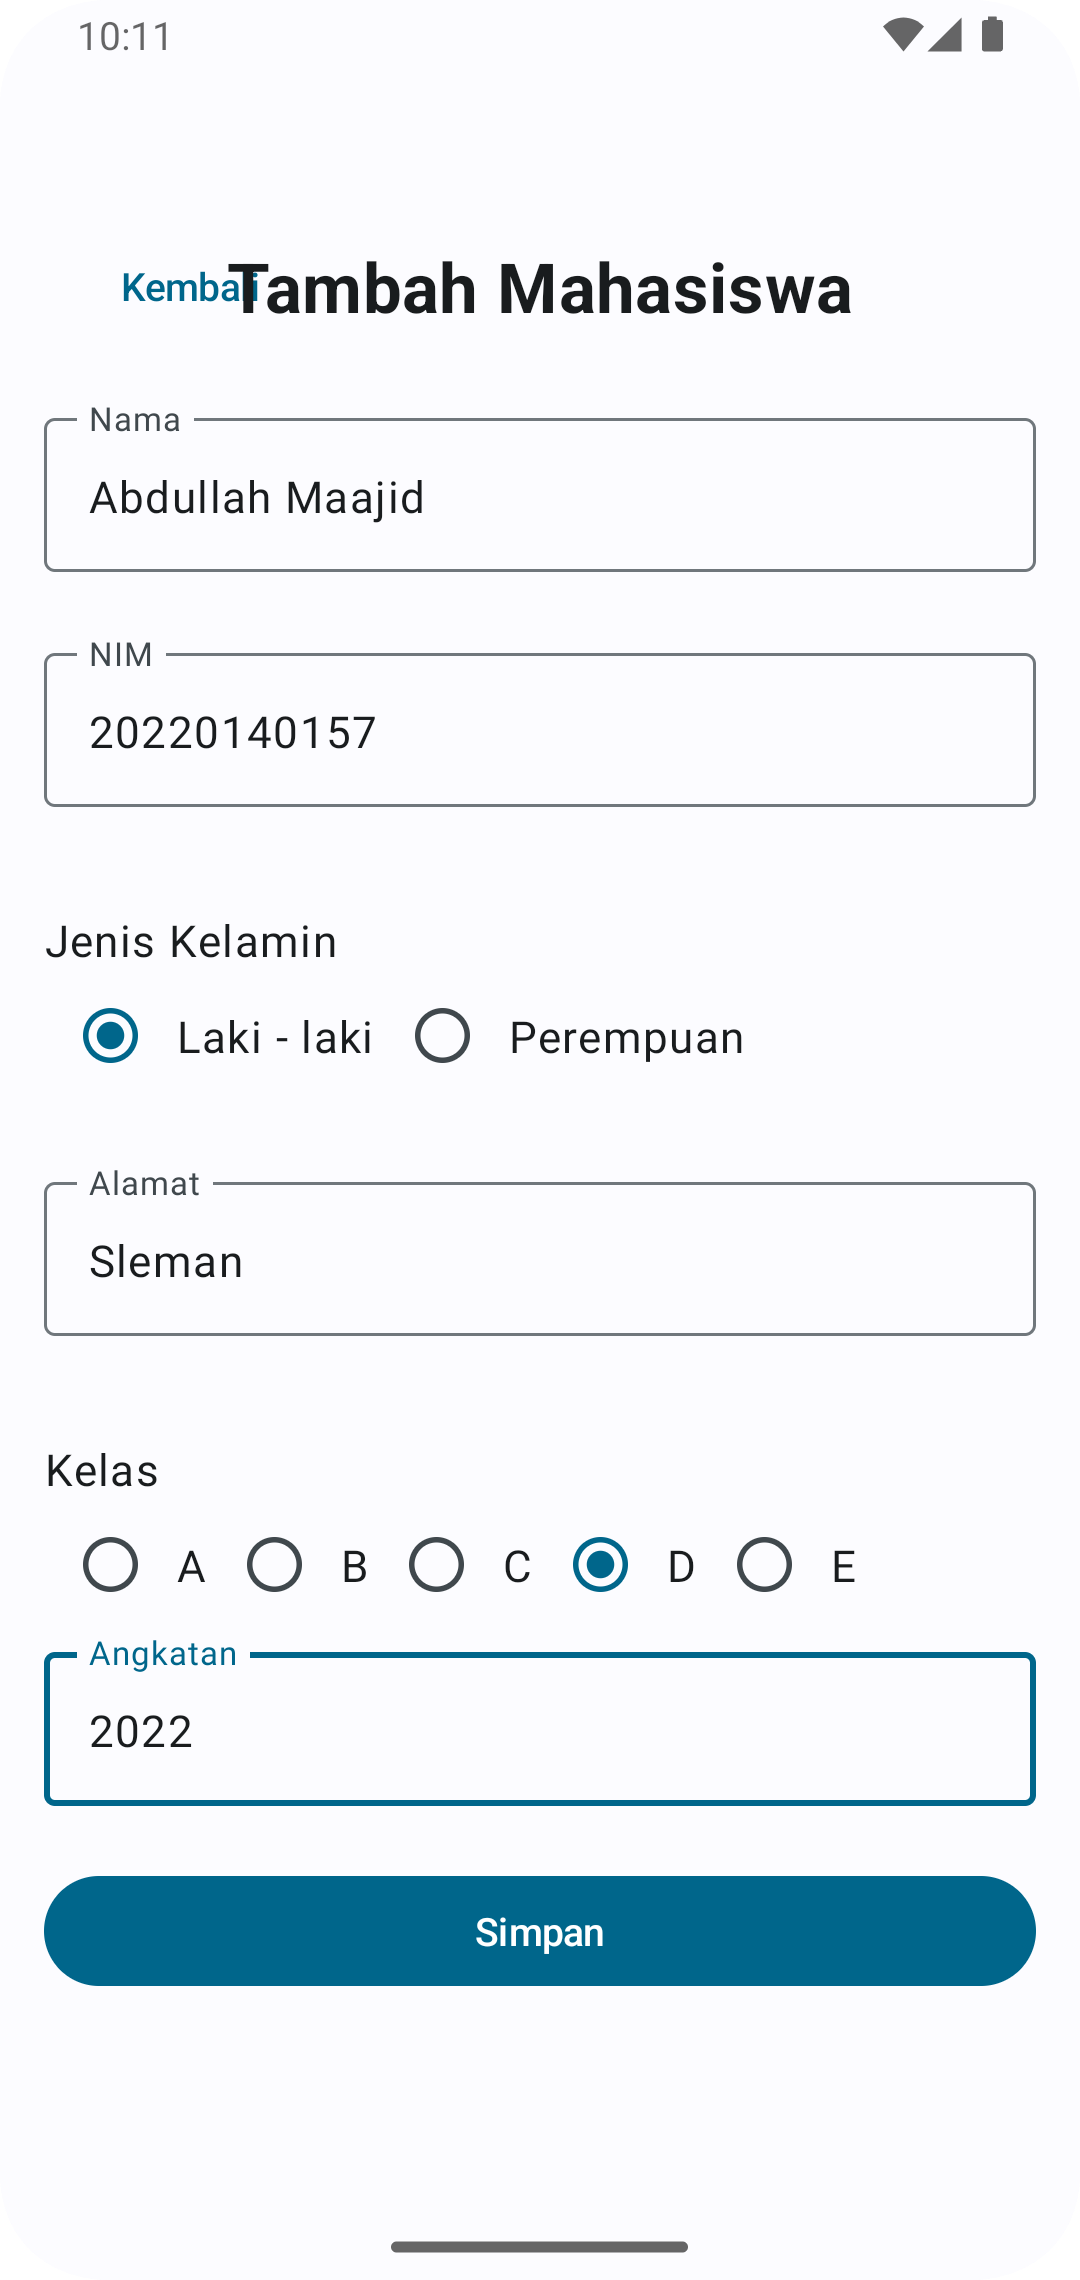 10:11
Kembali
Tambah Mahasiswa
Nama
Abdullah Maajid
NIM
20220140157
Jenis Kelamin
Laki - laki Perempuan
Alamat
Sleman
Kelas
A B C D E
Angkatan
2022
Simpan